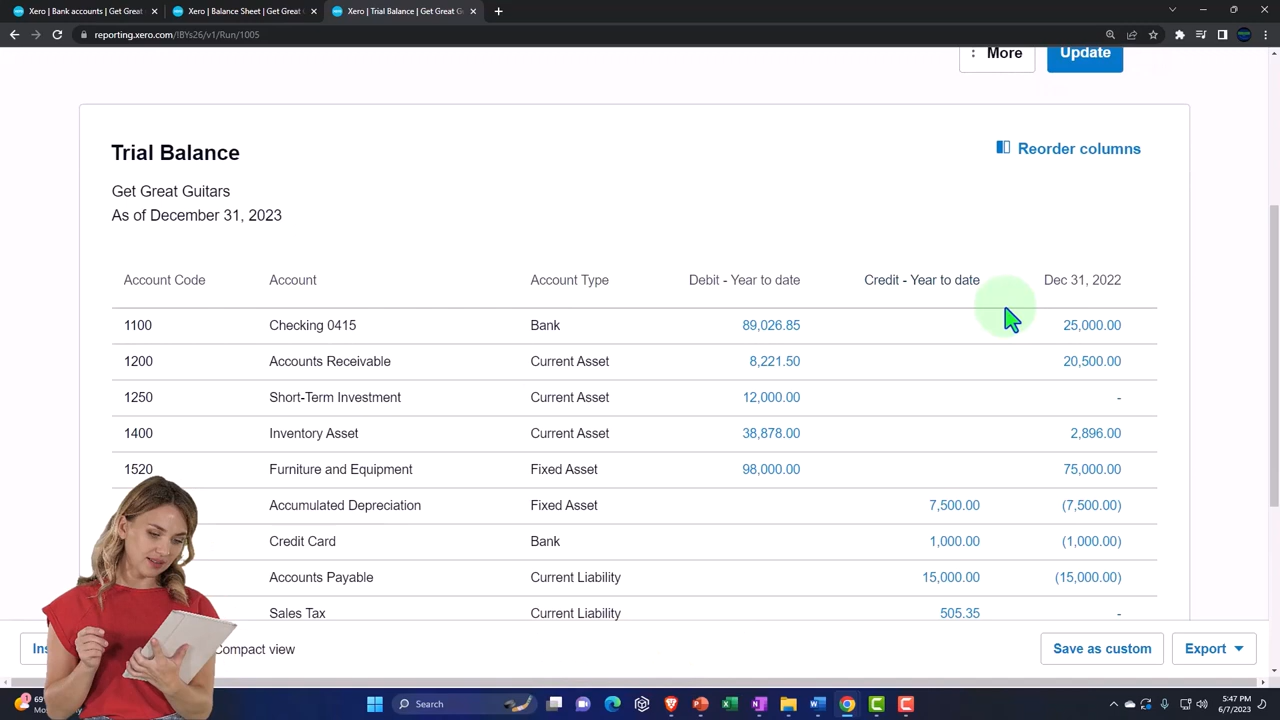 Xero | Bank accounts | Get Great
Xero | Balance Sheet | Get Great
Xero | Trial Balance | Get Great
reporting.xero.com/!BYs26/v1/Run/1005
More
Update
Trial Balance
Reorder columns
Get Great Guitars
As of December 31, 2023
Account Code Account Account Type Debit - Year to date Credit - Year to date Dec 31, 2022
1100 Checking 0415 Bank 89,026.85 25,000.00
1200 Accounts Receivable Current Asset 8,221.50 20,500.00
1250 Short-Term Investment Current Asset 12,000.00 -
1400 Inventory Asset Current Asset 38,878.00 2,896.00
1520 Furniture and Equipment Fixed Asset 98,000.00 75,000.00
Accumulated Depreciation Fixed Asset 7,500.00 (7,500.00)
Credit Card Bank 1,000.00 (1,000.00)
Accounts Payable Current Liability 15,000.00 (15,000.00)
Sales Tax Current Liability 505.35 -
Ins Compact view Save as custom Export
Search
5:47 PM
6/7/2023